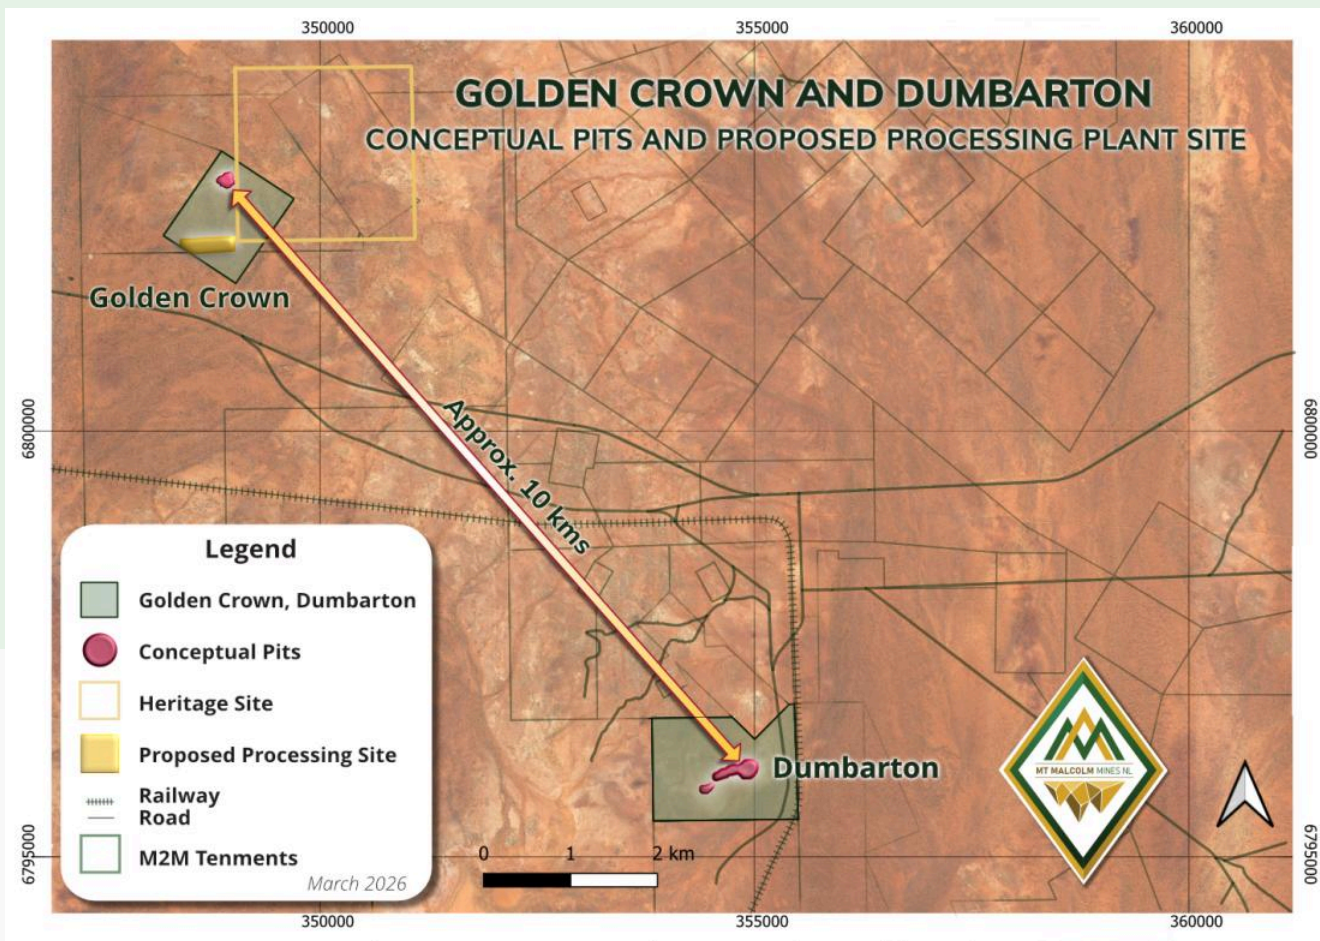 350000
355000
360000
GOLDEN CROWN AND DUMBARTON
CONCEPTUAL PITS AND PROPOSED PROCESSING PLANT SITE
Golden Crown
6800000
6800000
Approx. 10 kms
Legend
Golden Crown, Dumbarton
Conceptual Pits
Heritage Site
Proposed Processing Site
Railway
Road
M2M Tenments
March 2026
Dumbarton
MT MALCOLM MINES NL
0 1 2 km
6795000
6795000
350000
355000
360000